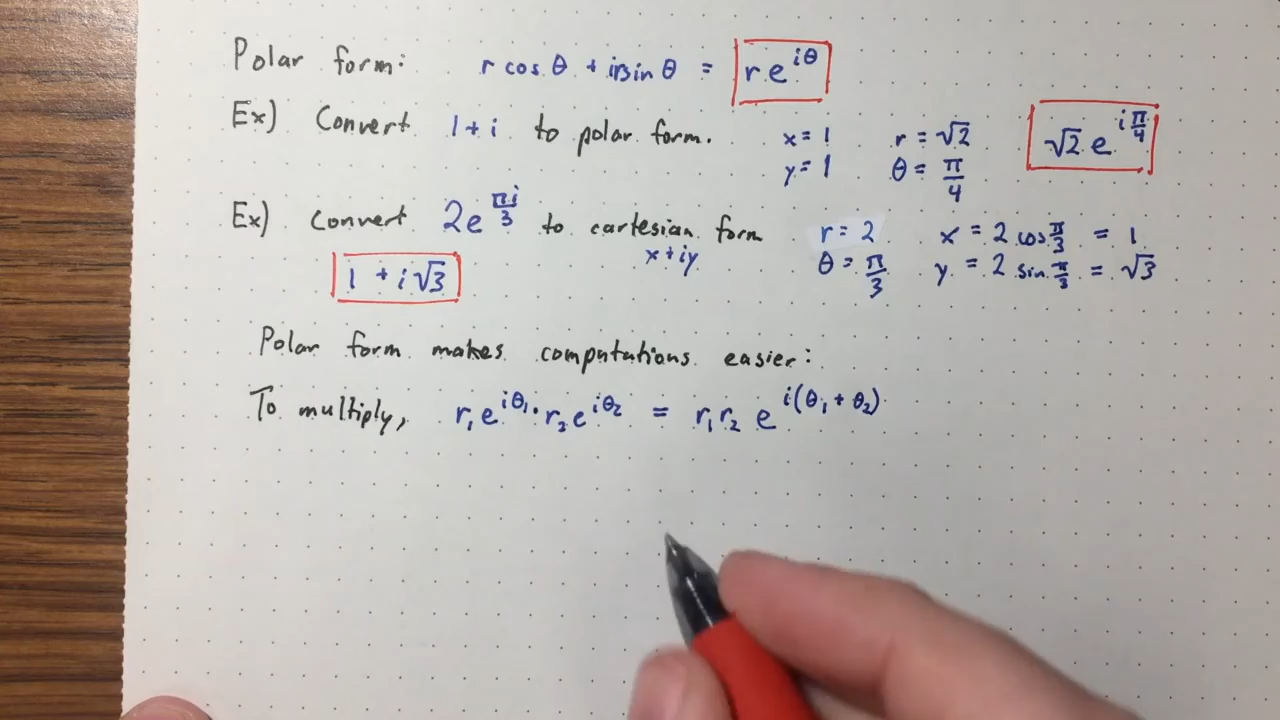 Polar form: r cos θ + i r sin θ = r e^{iθ}
Ex) Convert 1 + i to polar form. x = 1 r = √2 √2 e^{i π/4}
y = 1 θ = π/4
Ex) Convert 2e^{πi/3} to cartesian form r = 2 x = 2 cos π/3 = 1
x + iy θ = π/3 y = 2 sin π/3 = √3
1 + i√3
Polar form makes computations easier:
To multiply, r₁e^{iθ₁} · r₂e^{iθ₂} = r₁r₂ e^{i(θ₁ + θ₂)}